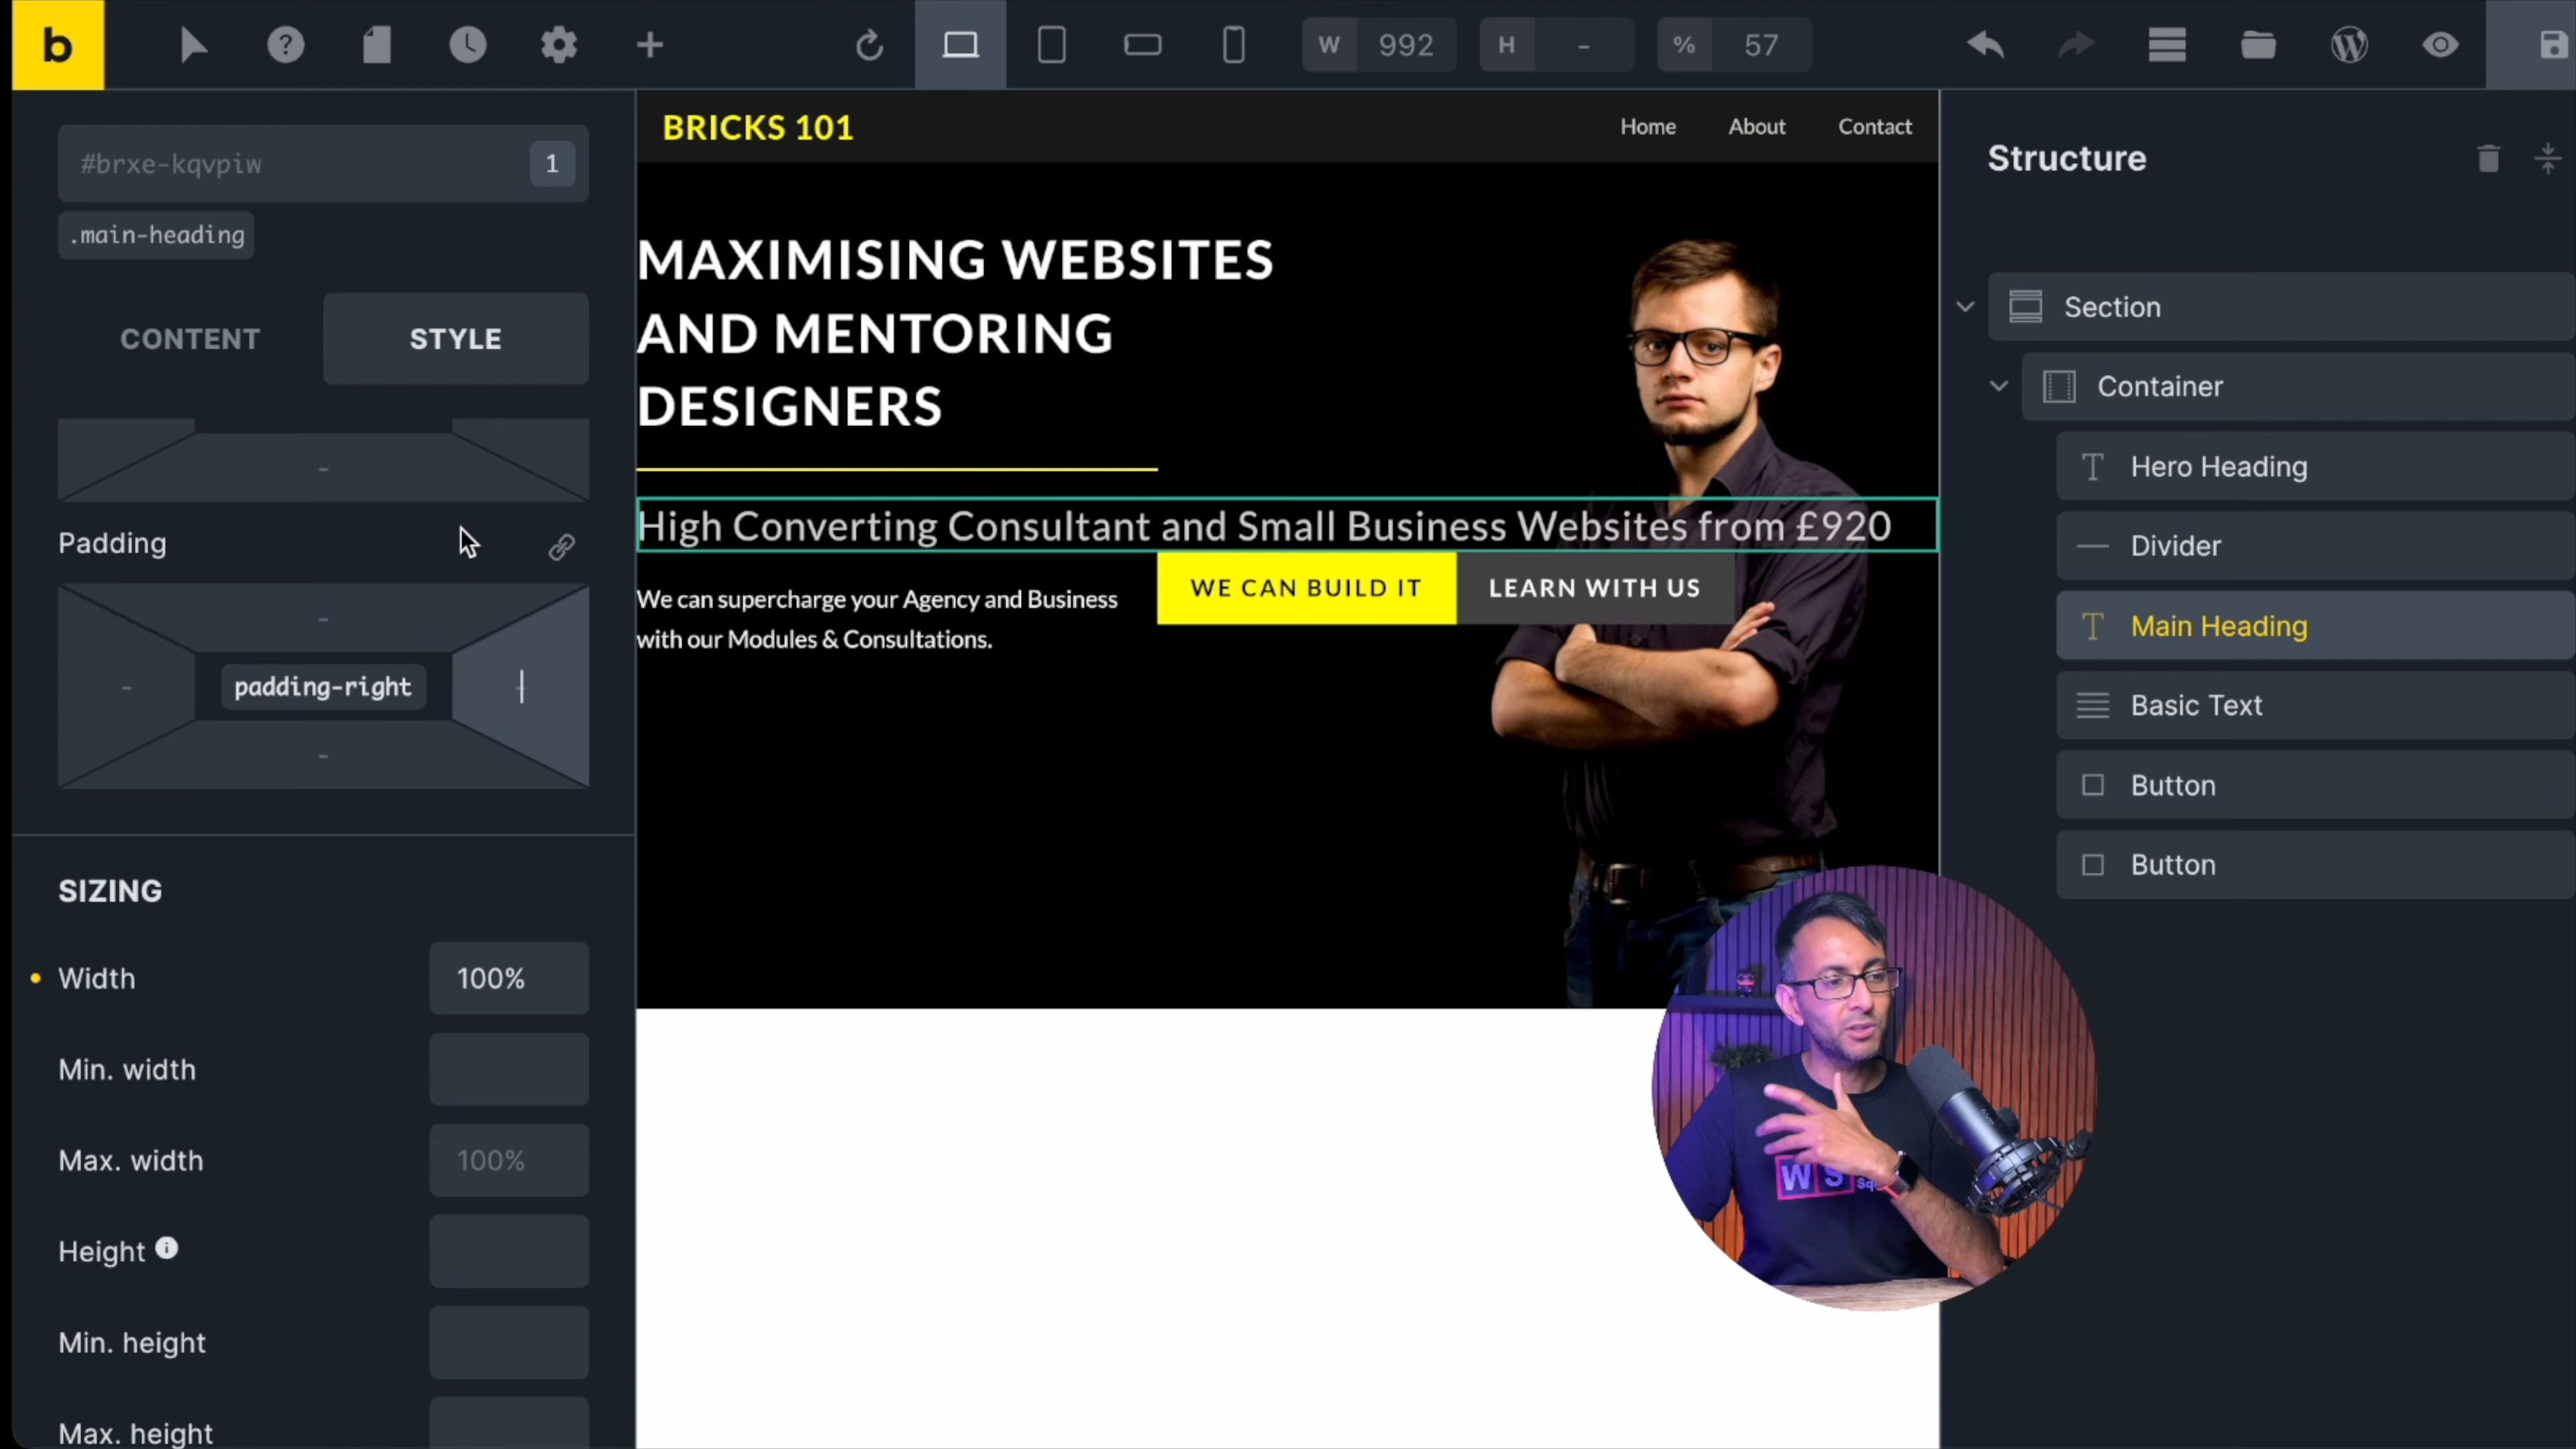 b
W 992 H - % 57
#brxe-kqvpiw 1
.main-heading
CONTENT STYLE
-
Padding
-
- padding-right
-
SIZING
Width 100%
Min. width
Max. width 100%
Height
Min. height
Max. height
BRICKS 101
Home About Contact
MAXIMISING WEBSITES
AND MENTORING
DESIGNERS
High Converting Consultant and Small Business Websites from £920
We can supercharge your Agency and Business
with our Modules & Consultations.
WE CAN BUILD IT
LEARN WITH US
W S Sq
Structure
Section
Container
Hero Heading
Divider
Main Heading
Basic Text
Button
Button